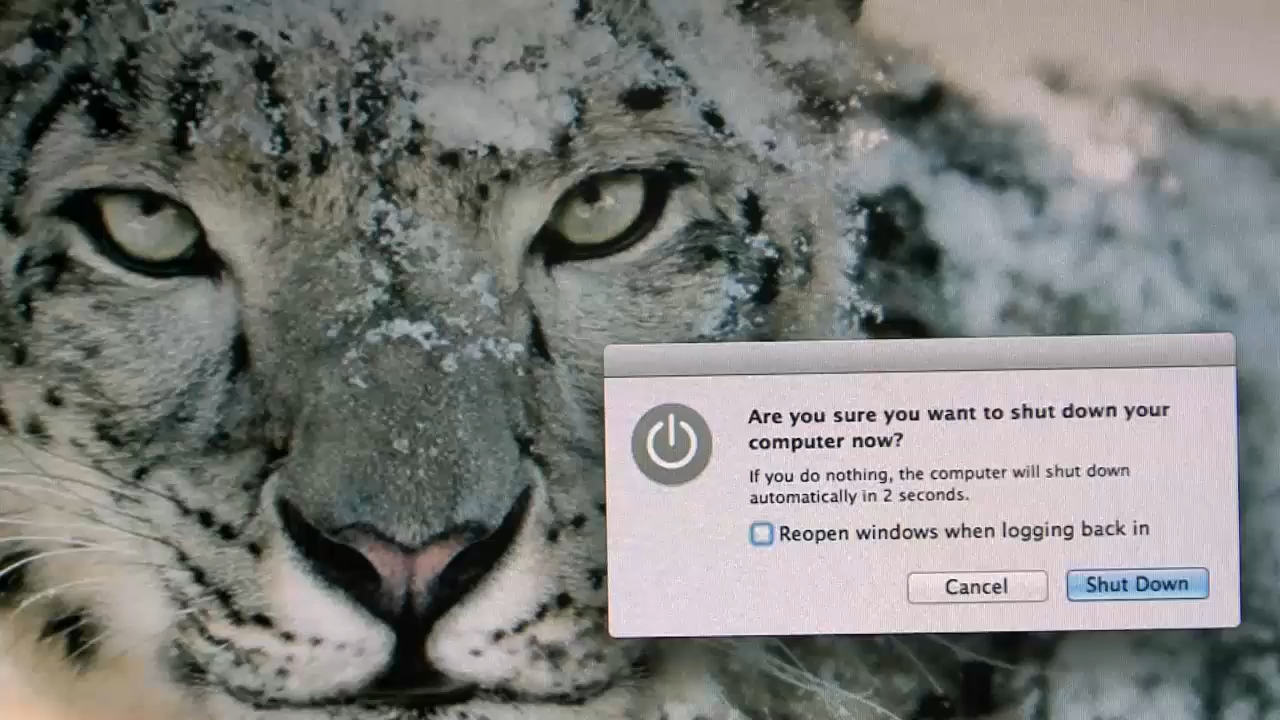 Are you sure you want to shut down your
computer now?
If you do nothing, the computer will shut down
automatically in 2 seconds.
Reopen windows when logging back in
Cancel
Shut Down